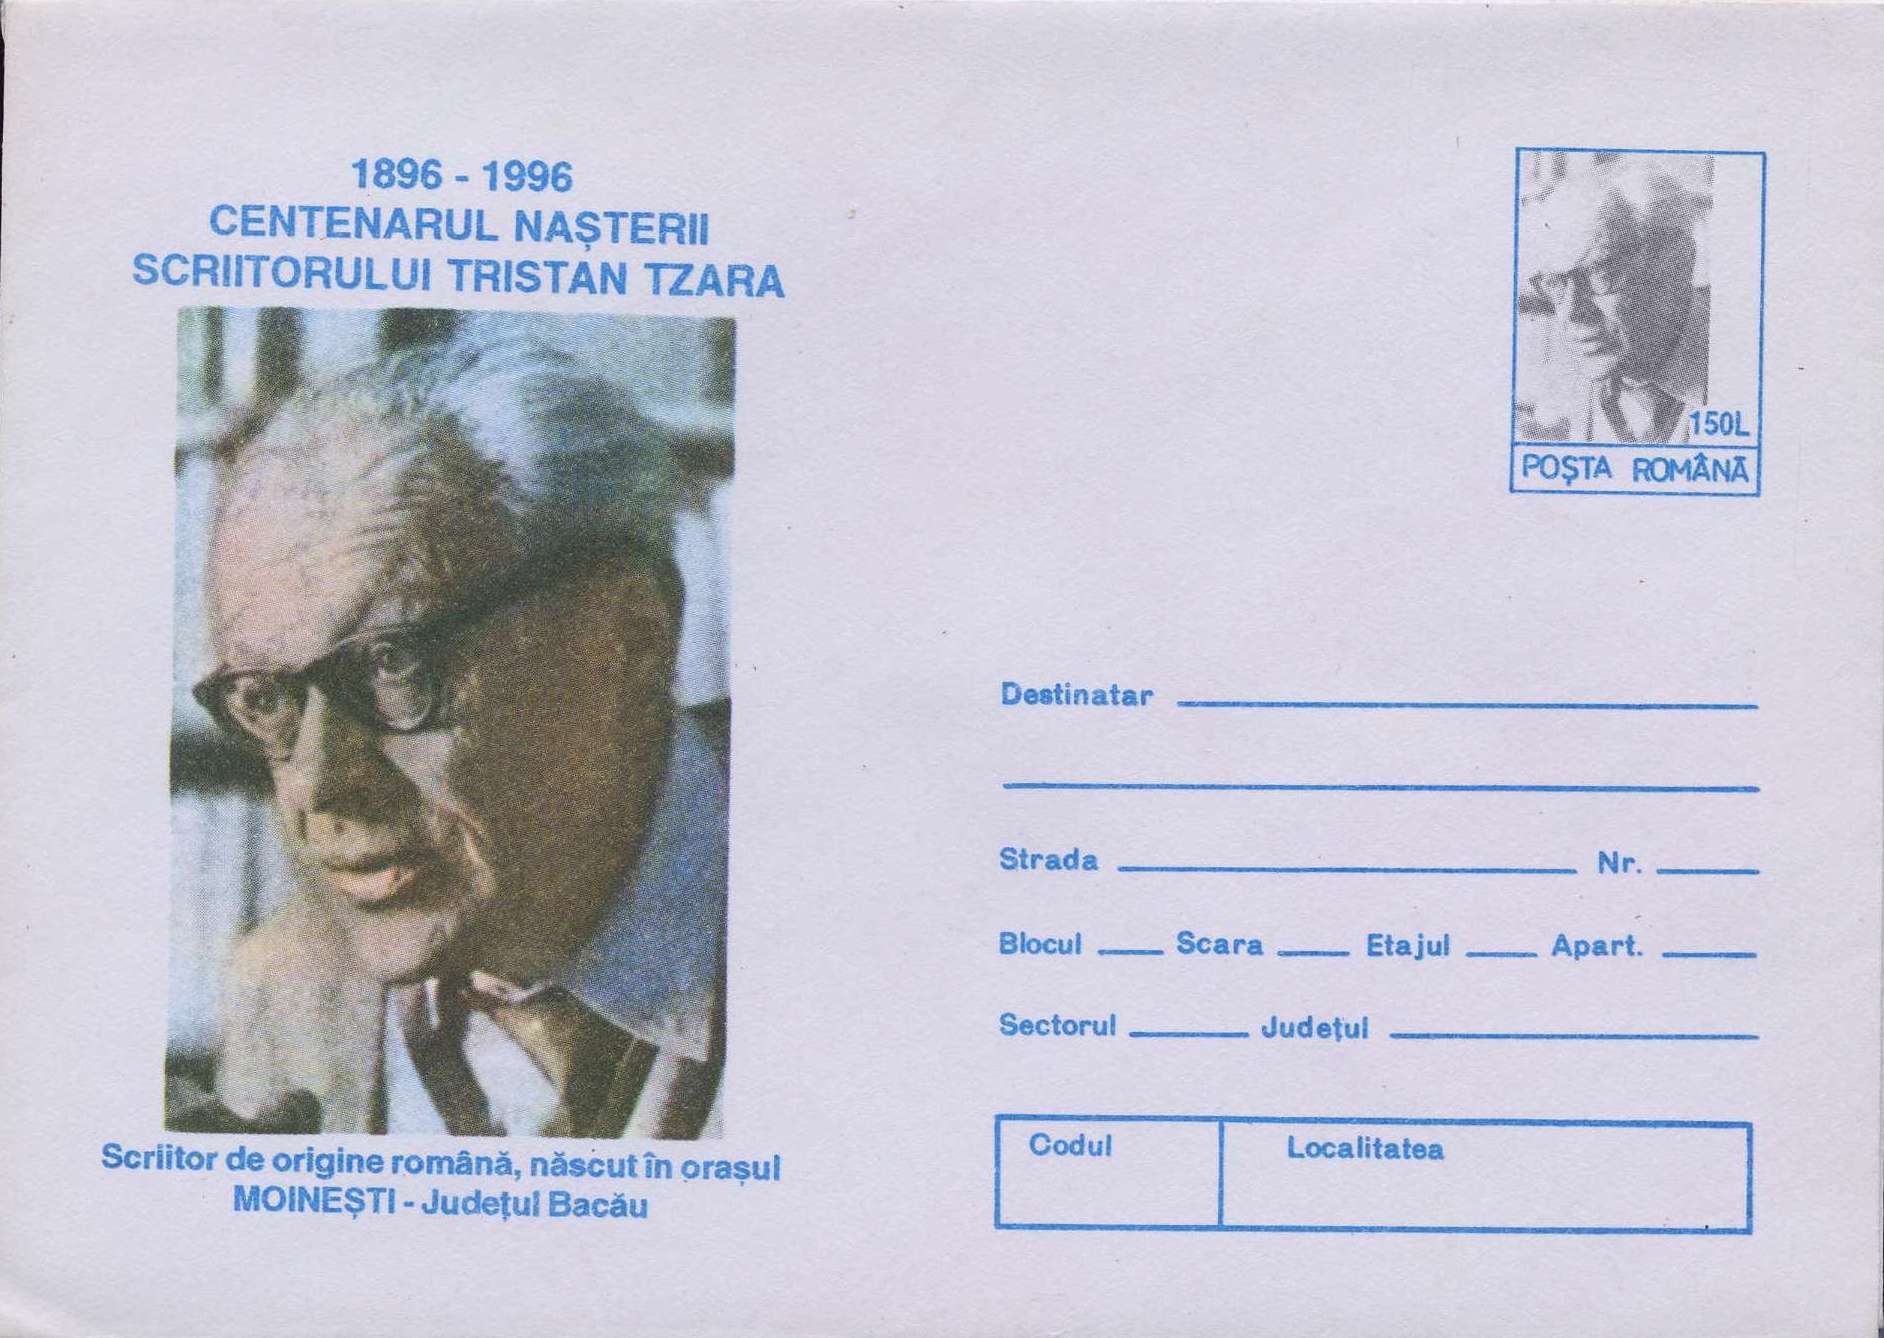 1896 - 1996
CENTENARUL NAȘTERII
SCRIITORULUI TRISTAN TZARA
150L
POȘTA ROMÂNĂ
Destinatar
Strada Nr.
Blocul Scara Etajul Apart.
Sectorul Județul
Codul Localitatea
Scriitor de origine română, născut în orașul
MOINEȘTI - Județul Bacău